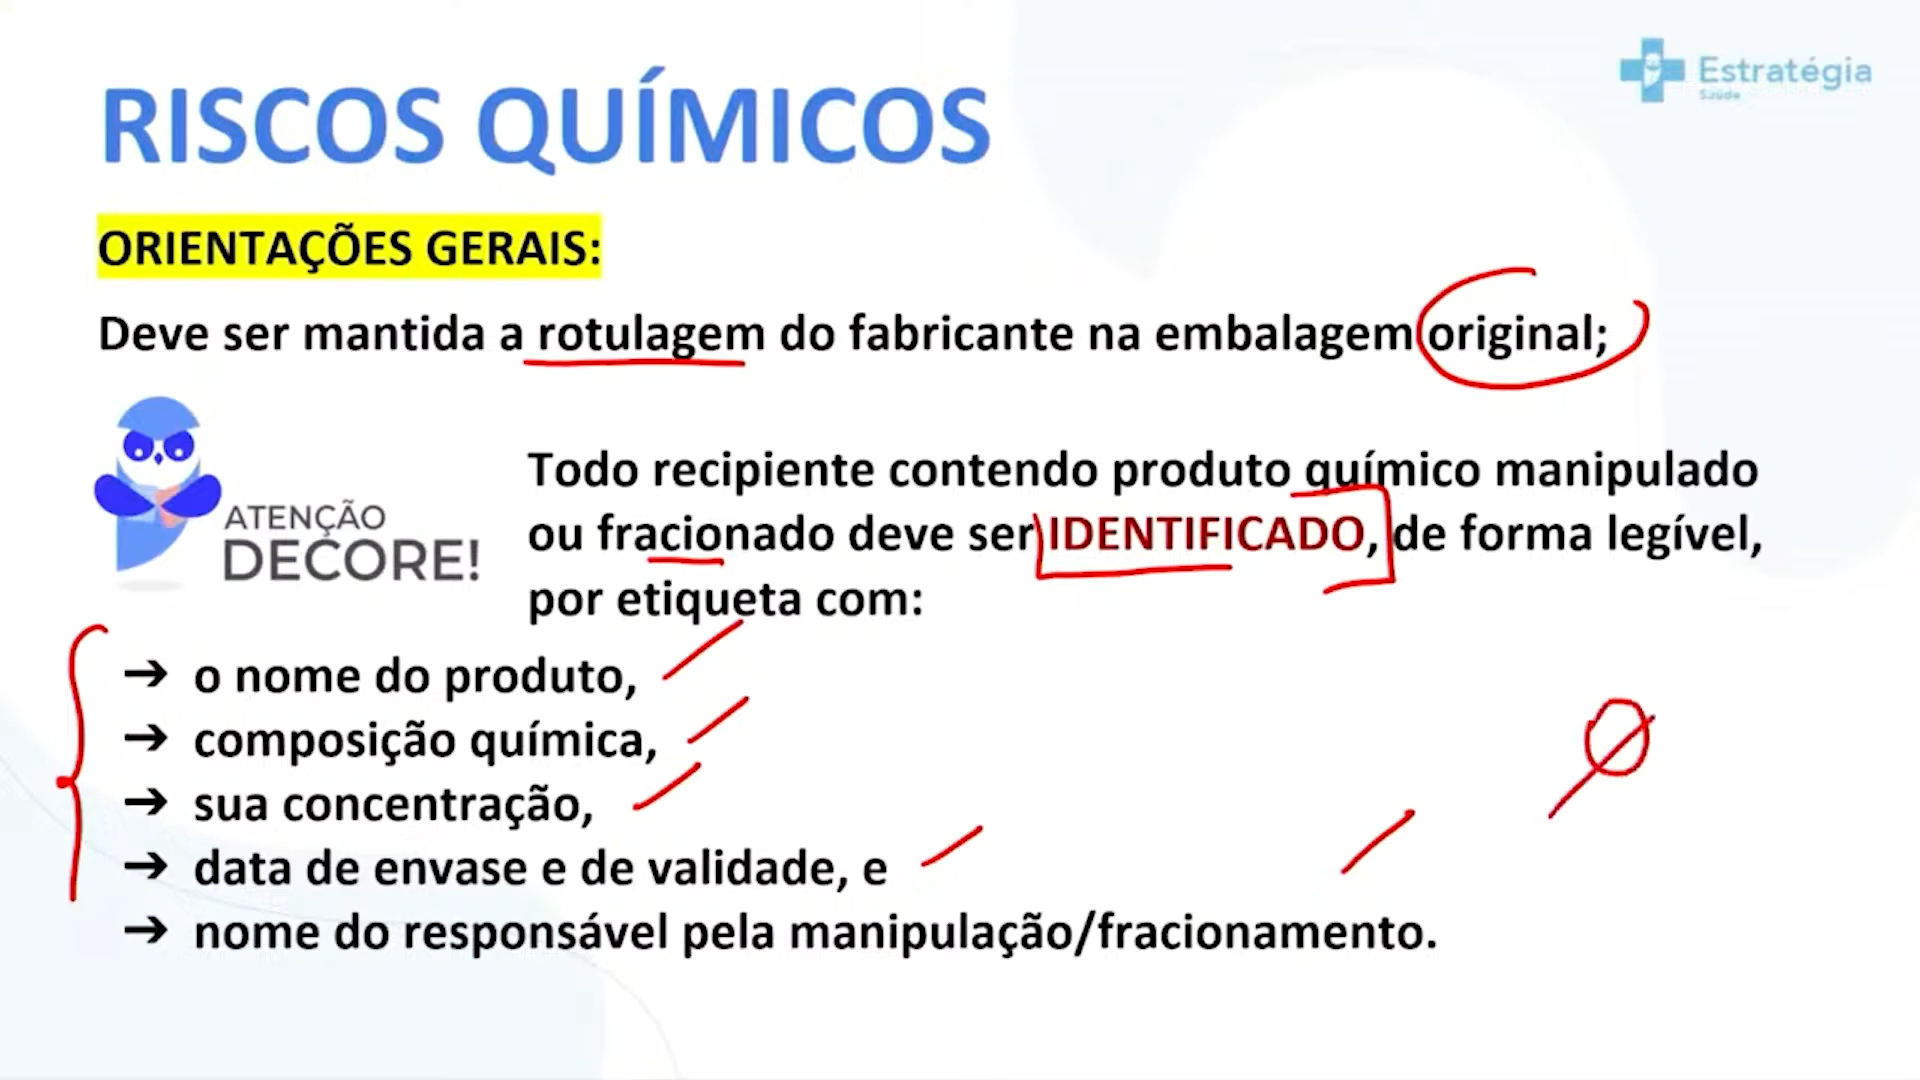 Estratégia
Saúde
RISCOS QUÍMICOS
ORIENTAÇÕES GERAIS:
Deve ser mantida a rotulagem do fabricante na embalagem original;
ATENÇÃO
DECORE!
Todo recipiente contendo produto químico manipulado
ou fracionado deve ser IDENTIFICADO, de forma legível,
por etiqueta com:
➔ o nome do produto,
➔ composição química,
➔ sua concentração,
➔ data de envase e de validade, e
➔ nome do responsável pela manipulação/fracionamento.